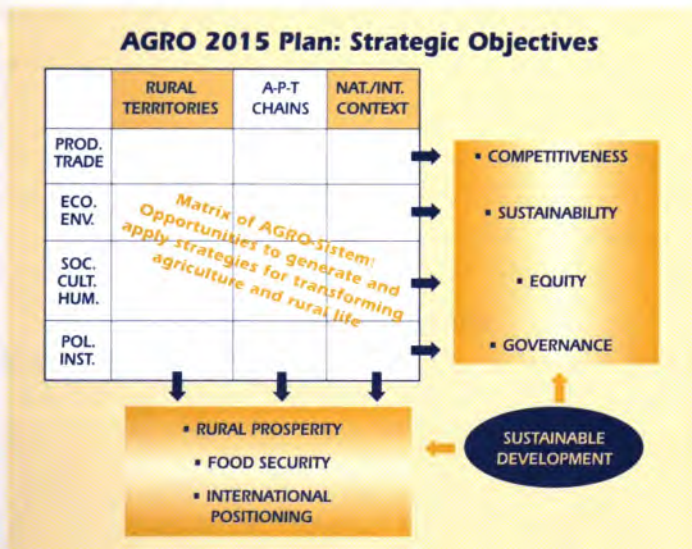 AGRO 2015 Plan: Strategic Objectives
RURAL
TERRITORIES
A-P-T
CHAINS
NAT./INT.
CONTEXT
PROD.
TRADE
ECO.
ENV.
SOC.
CULT.
HUM.
POL.
INST.
Matrix of AGRO-Sistem:
Opportunities to generate and
apply strategies for transforming
agriculture and rural life
▪ COMPETITIVENESS
▪ SUSTAINABILITY
▪ EQUITY
▪ GOVERNANCE
▪ RURAL PROSPERITY
▪ FOOD SECURITY
▪ INTERNATIONAL
POSITIONING
SUSTAINABLE
DEVELOPMENT